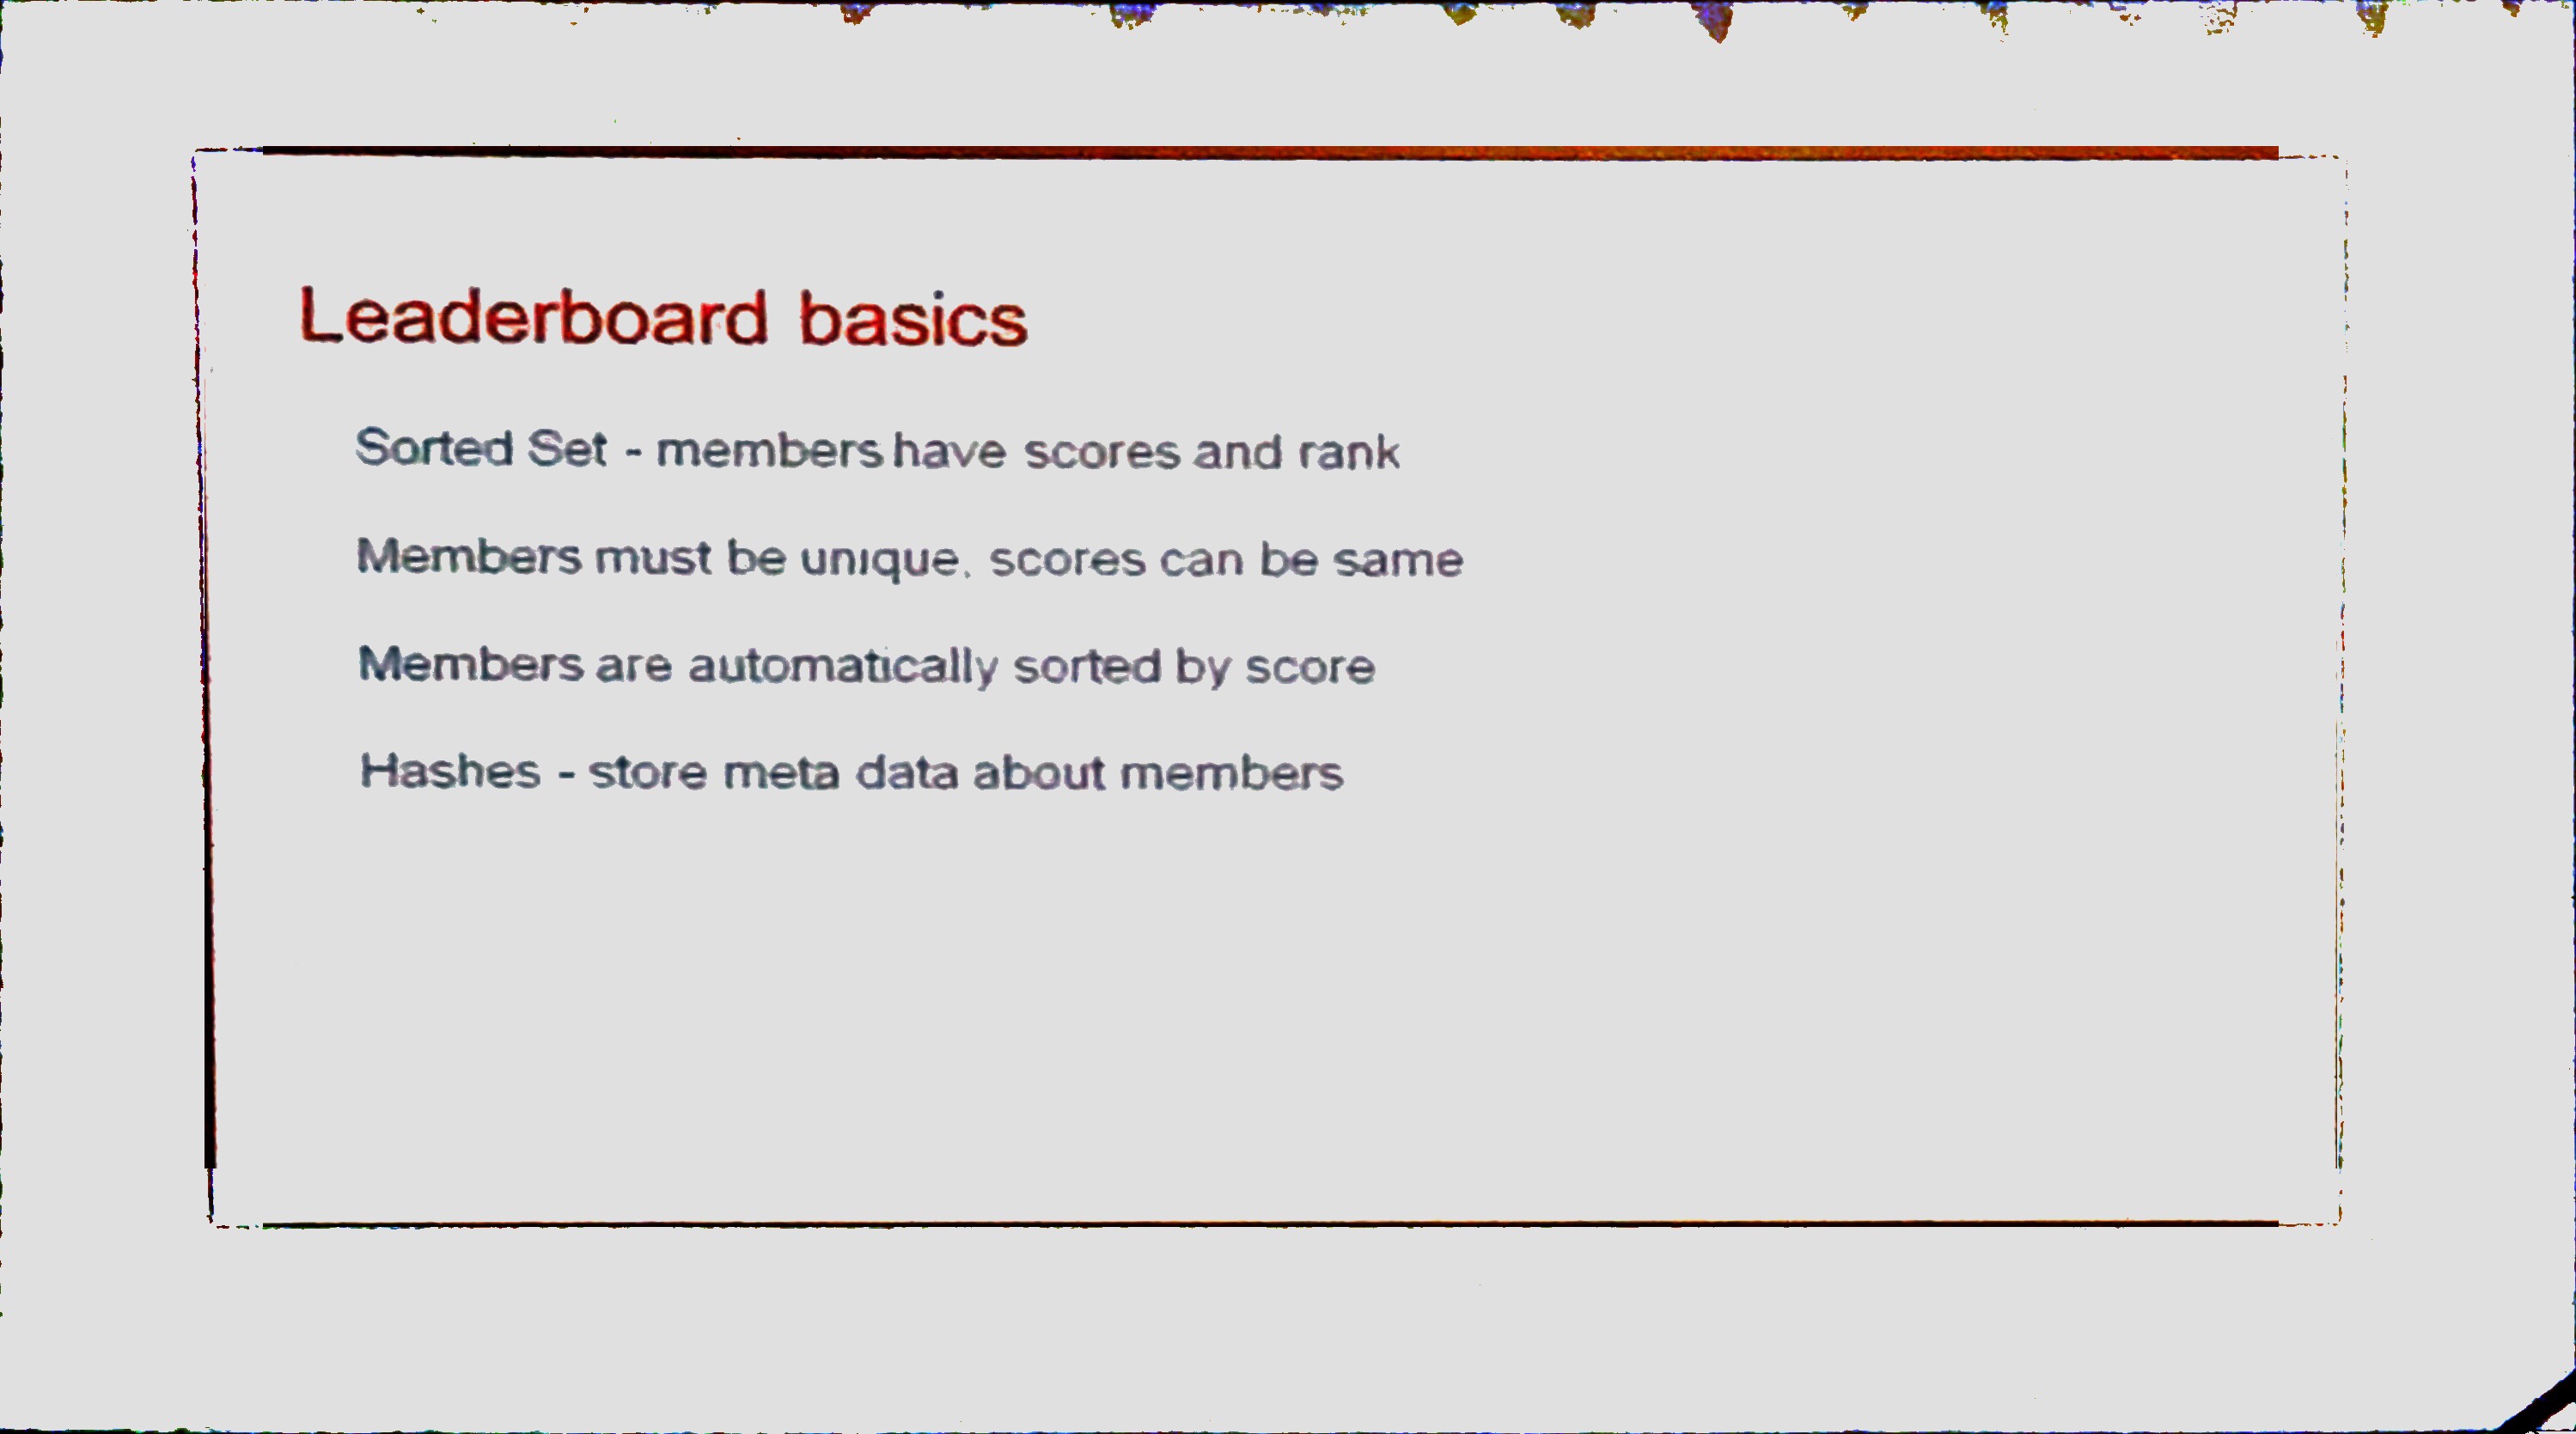 Leaderboard basics
Sorted Set - members have scores and rank
Members must be unique, scores can be same
Members are automatically sorted by score
Hashes - store meta data about members